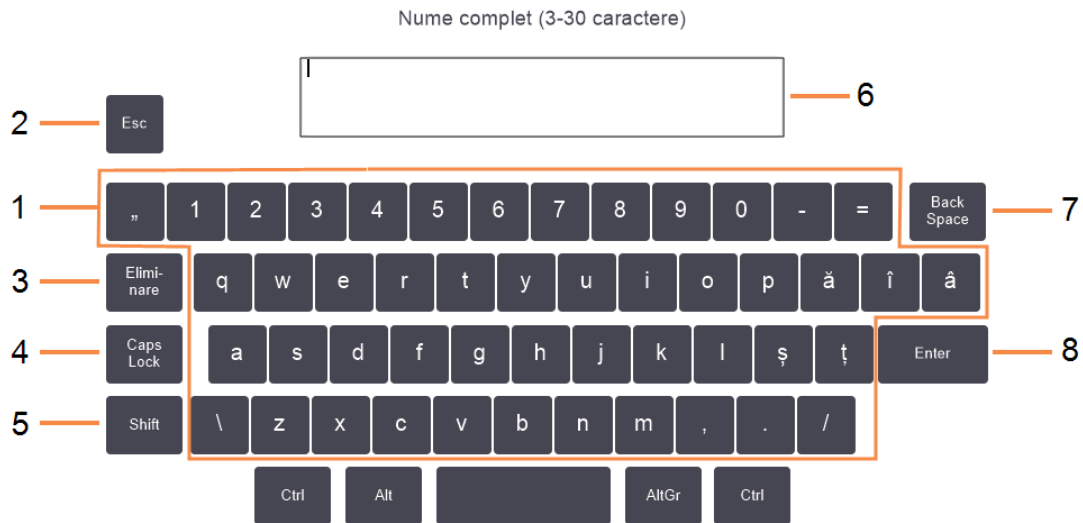 Nume complet (3-30 caractere)
6
2 Esc
1 „ 1 2 3 4 5 6 7 8 9 0 - = Back Space 7
3 Elimi-nare q w e r t y u i o p ă î â
4 Caps Lock a s d f g h j k l ș ț Enter 8
5 Shift \ z x c v b n m , . /
Ctrl Alt AltGr Ctrl